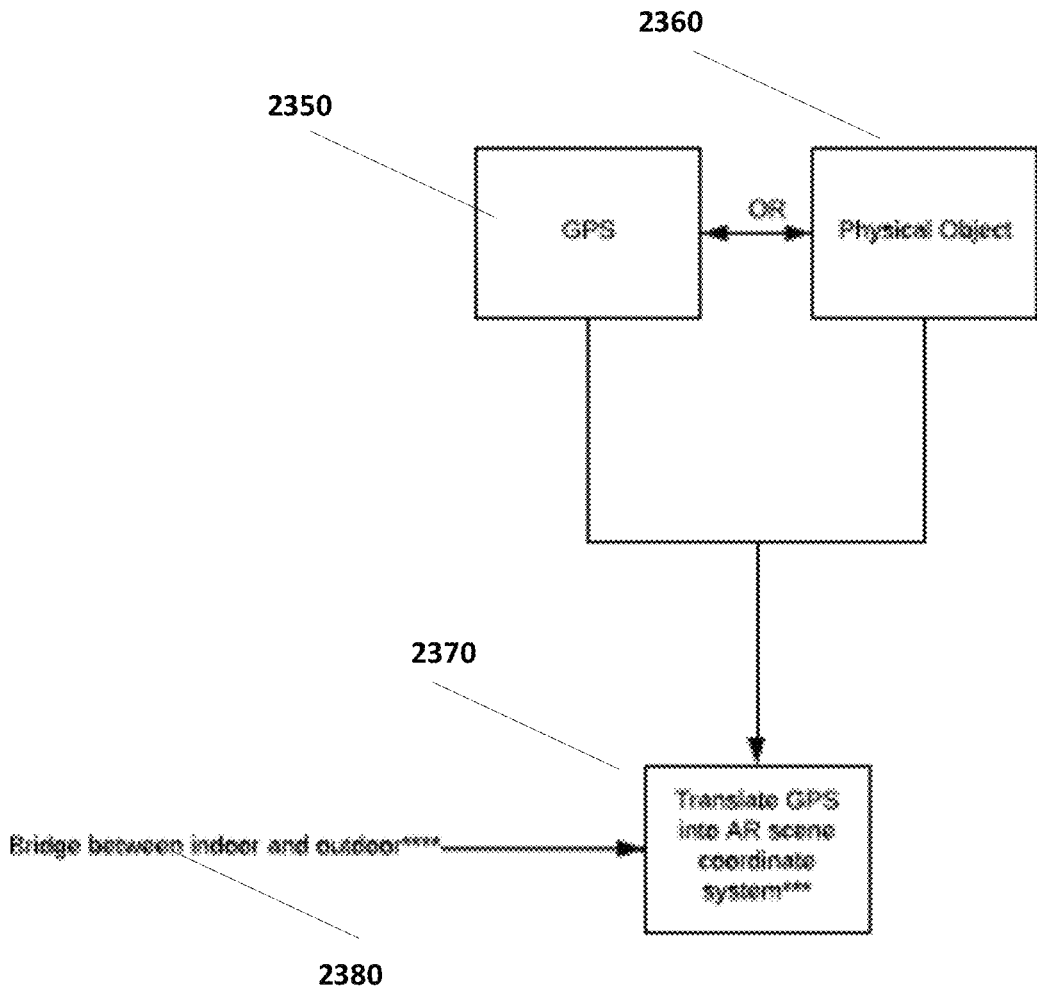 2360
2350
GPS
OR
Physical Object
2370
Translate GPS
into AR scene
coordinate
system***
Bridge between indoor and outdoor****
2380